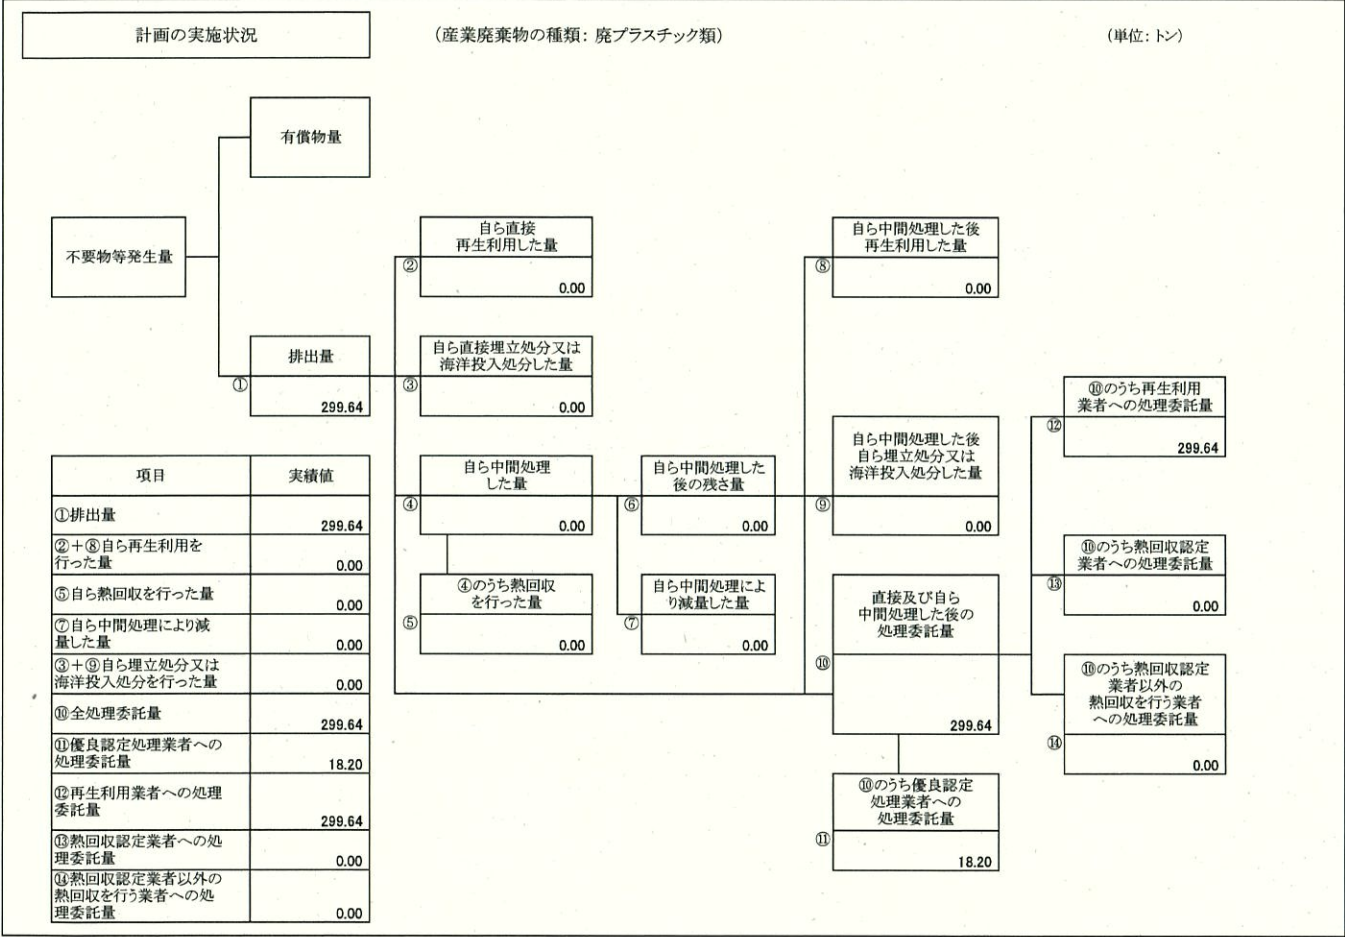 計画の実施状況
(産業廃棄物の種類: 廃プラスチック類)
(単位: トン)
有償物量
不要物等発生量
排出量
①
299.64
自ら直接
再生利用した量
②
0.00
自ら直接埋立処分又は
海洋投入処分した量
③
0.00
自ら中間処理
した量
④
0.00
④のうち熱回収
を行った量
⑤
0.00
自ら中間処理した
後の残さ量
⑥
0.00
自ら中間処理によ
り減量した量
⑦
0.00
自ら中間処理した後
再生利用した量
⑧
0.00
自ら中間処理した後
自ら埋立処分又は
海洋投入処分した量
⑨
0.00
直接及び自ら
中間処理した後の
処理委託量
⑩
299.64
⑩のうち優良認定
処理業者への
処理委託量
⑪
18.20
⑩のうち再生利用
業者への処理委託量
⑫
299.64
⑩のうち熱回収認定
業者への処理委託量
⑬
0.00
⑩のうち熱回収認定
業者以外の
熱回収を行う業者
への処理委託量
⑭
0.00
項目 実績値
①排出量
299.64
②+⑧自ら再生利用を
行った量
0.00
⑤自ら熱回収を行った量
0.00
⑦自ら中間処理により減
量した量
0.00
③+⑨自ら埋立処分又は
海洋投入処分を行った量
0.00
⑩全処理委託量
299.64
⑪優良認定処理業者への
処理委託量
18.20
⑫再生利用業者への処理
委託量
299.64
⑬熱回収認定業者への処
理委託量
0.00
⑭熱回収認定業者以外の
熱回収を行う業者への処
理委託量
0.00